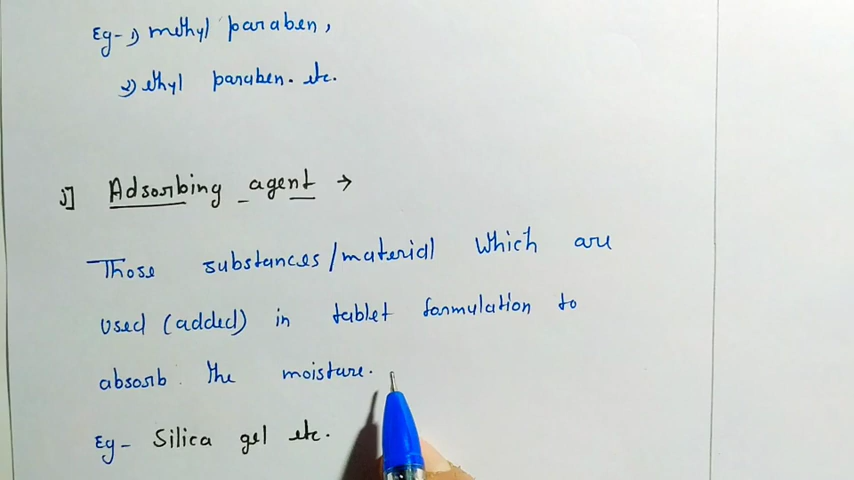 Eg- 1) methyl paraben,
2) ethyl paraben. etc.
J] Adsorbing agent →
Those substances/material which are
used (added) in tablet formulation to
absorb the moisture.
Eg- Silica gel etc.